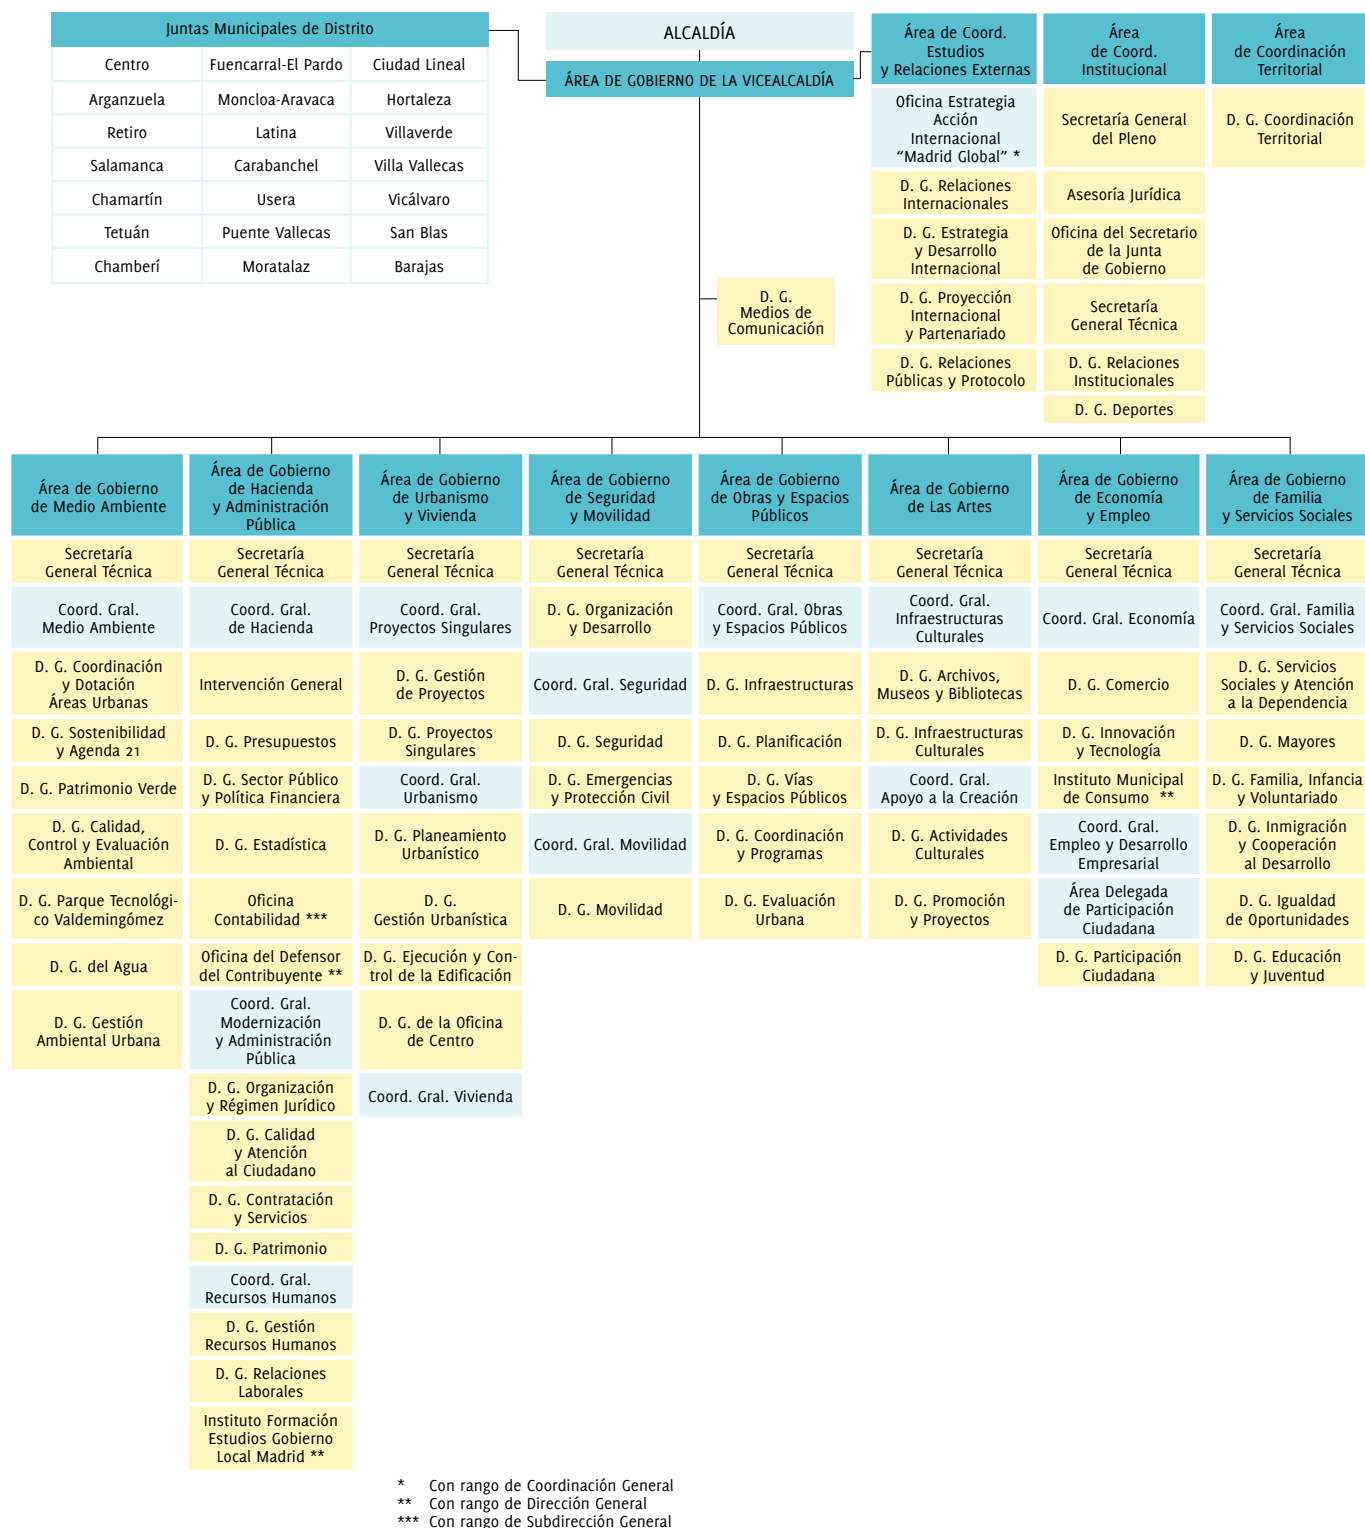 Juntas Municipales de Distrito
Centro
Fuencarral-El Pardo
Ciudad Lineal
Arganzuela
Moncloa-Aravaca
Hortaleza
Retiro
Latina
Villaverde
Salamanca
Carabanchel
Villa Vallecas
Chamartín
Usera
Vicálvaro
Tetuán
Puente Vallecas
San Blas
Chamberí
Moratalaz
Barajas
ALCALDÍA
ÁREA DE GOBIERNO DE LA VICEALCALDÍA
D. G.
Medios de
Comunicación
Área de Coord.
Estudios
y Relaciones Externas
Oficina Estrategia
Acción
Internacional
“Madrid Global” *
D. G. Relaciones
Internacionales
D. G. Estrategia
y Desarrollo
Internacional
D. G. Proyección
Internacional
y Partenariado
D. G. Relaciones
Públicas y Protocolo
Área
de Coord.
Institucional
Secretaría General
del Pleno
Asesoría Jurídica
Oficina del Secretario
de la Junta
de Gobierno
Secretaría
General Técnica
D. G. Relaciones
Institucionales
D. G. Deportes
Área
de Coordinación
Territorial
D. G. Coordinación
Territorial
Área de Gobierno
de Medio Ambiente
Secretaría
General Técnica
Coord. Gral.
Medio Ambiente
D. G. Coordinación
y Dotación
Áreas Urbanas
D. G. Sostenibilidad
y Agenda 21
D. G. Patrimonio Verde
D. G. Calidad,
Control y Evaluación
Ambiental
D. G. Parque Tecnológi-
co Valdemingómez
D. G. del Agua
D. G. Gestión
Ambiental Urbana
Área de Gobierno
de Hacienda
y Administración
Pública
Secretaría
General Técnica
Coord. Gral.
de Hacienda
Intervención General
D. G. Presupuestos
D. G. Sector Público
y Política Financiera
D. G. Estadística
Oficina
Contabilidad ***
Oficina del Defensor
del Contribuyente **
Coord. Gral.
Modernización
y Administración
Pública
D. G. Organización
y Régimen Jurídico
D. G. Calidad
y Atención
al Ciudadano
D. G. Contratación
y Servicios
D. G. Patrimonio
Coord. Gral.
Recursos Humanos
D. G. Gestión
Recursos Humanos
D. G. Relaciones
Laborales
Instituto Formación
Estudios Gobierno
Local Madrid **
Área de Gobierno
de Urbanismo
y Vivienda
Secretaría
General Técnica
Coord. Gral.
Proyectos Singulares
D. G. Gestión
de Proyectos
D. G. Proyectos
Singulares
Coord. Gral.
Urbanismo
D. G. Planeamiento
Urbanístico
D. G.
Gestión Urbanística
D. G. Ejecución y Con-
trol de la Edificación
D. G. de la Oficina
de Centro
Coord. Gral. Vivienda
Área de Gobierno
de Seguridad
y Movilidad
Secretaría
General Técnica
D. G. Organización
y Desarrollo
Coord. Gral. Seguridad
D. G. Seguridad
D. G. Emergencias
y Protección Civil
Coord. Gral. Movilidad
D. G. Movilidad
Área de Gobierno
de Obras y Espacios
Públicos
Secretaría
General Técnica
Coord. Gral. Obras
y Espacios Públicos
D. G. Infraestructuras
D. G. Planificación
D. G. Vías
y Espacios Públicos
D. G. Coordinación
y Programas
D. G. Evaluación
Urbana
Área de Gobierno
de Las Artes
Secretaría
General Técnica
Coord. Gral.
Infraestructuras
Culturales
D. G. Archivos,
Museos y Bibliotecas
D. G. Infraestructuras
Culturales
Coord. Gral.
Apoyo a la Creación
D. G. Actividades
Culturales
D. G. Promoción
y Proyectos
Área de Gobierno
de Economía
y Empleo
Secretaría
General Técnica
Coord. Gral. Economía
D. G. Comercio
D. G. Innovación
y Tecnología
Instituto Municipal
de Consumo **
Coord. Gral.
Empleo y Desarrollo
Empresarial
Área Delegada
de Participación
Ciudadana
D. G. Participación
Ciudadana
Área de Gobierno
de Familia
y Servicios Sociales
Secretaría
General Técnica
Coord. Gral. Familia
y Servicios Sociales
D. G. Servicios
Sociales y Atención
a la Dependencia
D. G. Mayores
D. G. Familia, Infancia
y Voluntariado
D. G. Inmigración
y Cooperación
al Desarrollo
D. G. Igualdad
de Oportunidades
D. G. Educación
y Juventud
* Con rango de Coordinación General
** Con rango de Dirección General
*** Con rango de Subdirección General